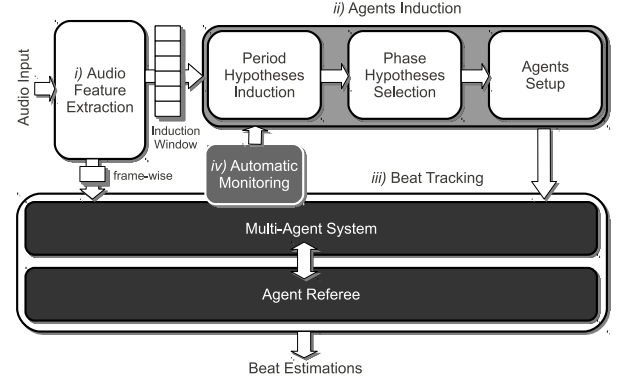 ii) Agents Induction
Audio Input
i) Audio
Feature
Extraction
Induction
Window
Period
Hypotheses
Induction
Phase
Hypotheses
Selection
Agents
Setup
frame-wise
iv) Automatic
Monitoring
iii) Beat Tracking
Multi-Agent System
Agent Referee
Beat Estimations